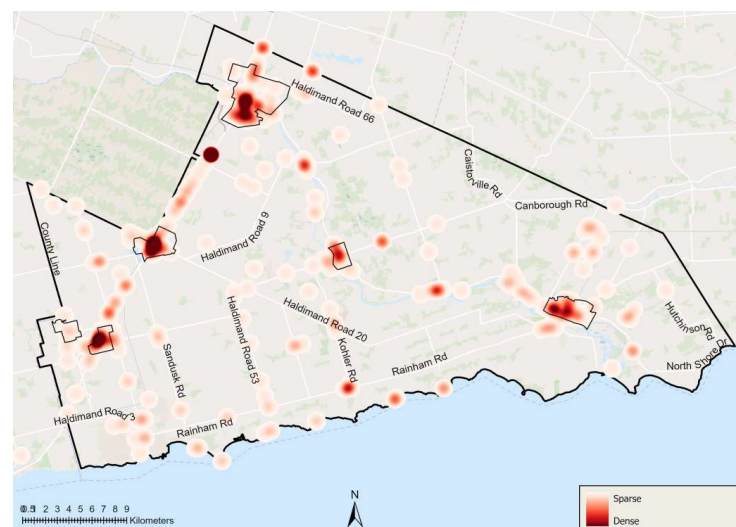 Haldimand Road 66
Caistorville Rd
Canborough Rd
County Line
Haldimand Road 9
Haldimand Road 20
Hutchinson Rd
Haldimand Road 53
Kohler Rd
Sandusk Rd
Rainham Rd
North Shore Dr
Haldimand Road 3
Rainham Rd
N
Sparse
Dense
0 0.5 1 2 3 4 5 6 7 8 9
Kilometers